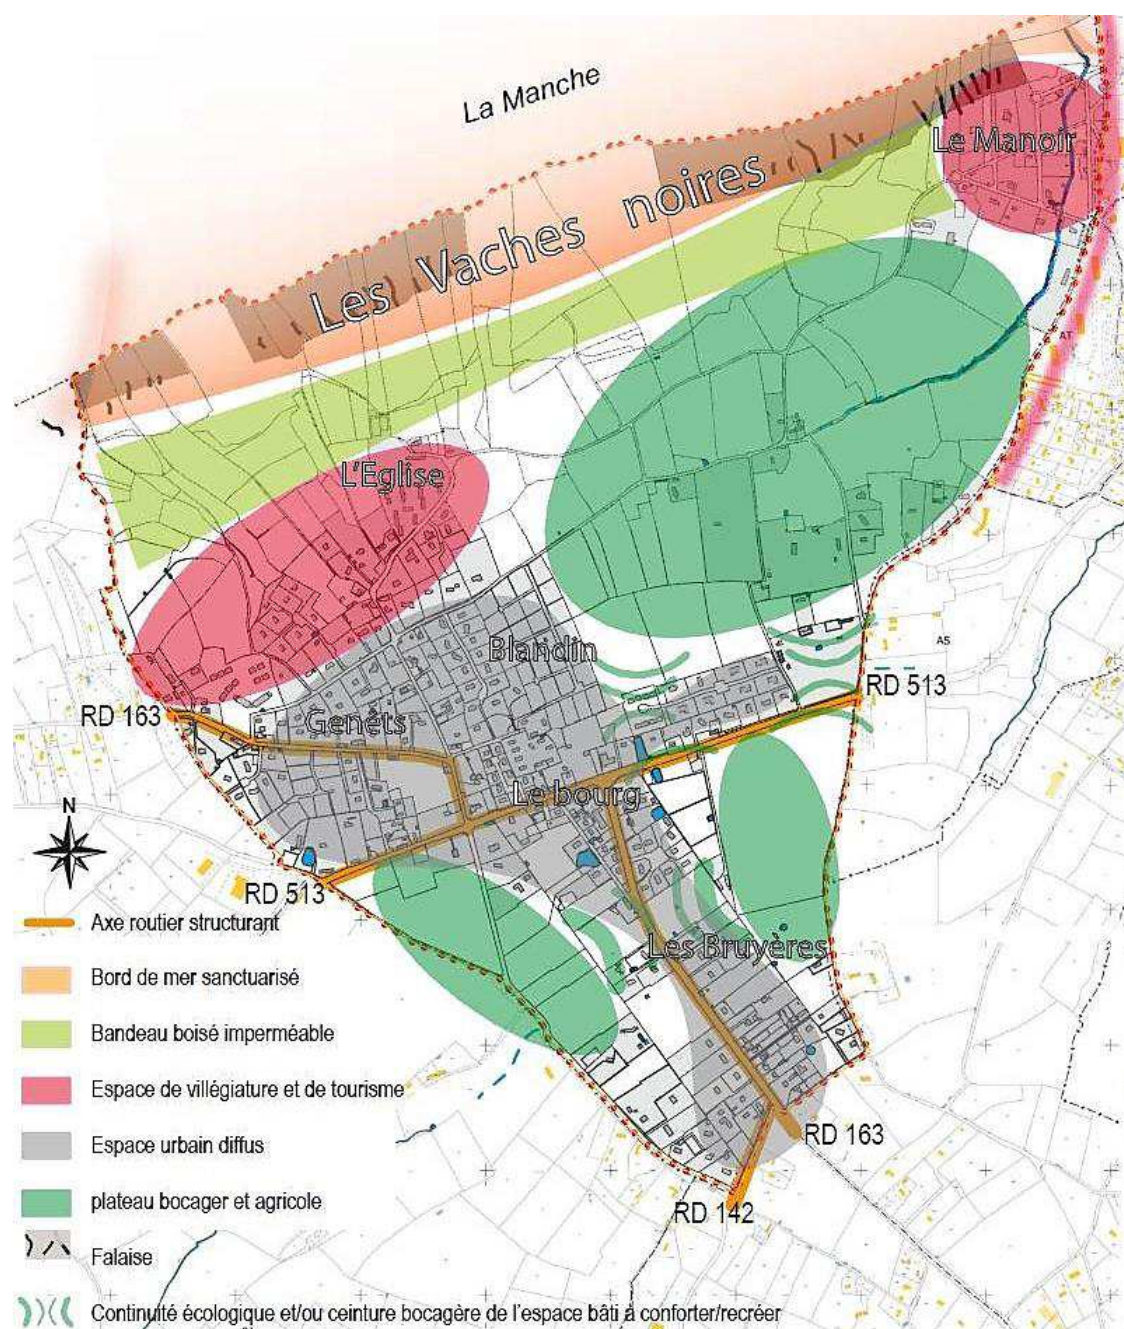 La Manche
Le Manoir
Les Vaches noires
AT
L'Eglise
AS
Blandin
RD 513
RD 163
Genêts
Le bourg
N
RD 513
Axe routier structurant
Les Bruyères
Bord de mer sanctuarisé
Bandeau boisé imperméable
Espace de villégiature et de tourisme
RD 163
Espace urbain diffus
plateau bocager et agricole
RD 142
Falaise
Continuité écologique et/ou ceinture bocagère de l'espace bâti à conforter/recréer